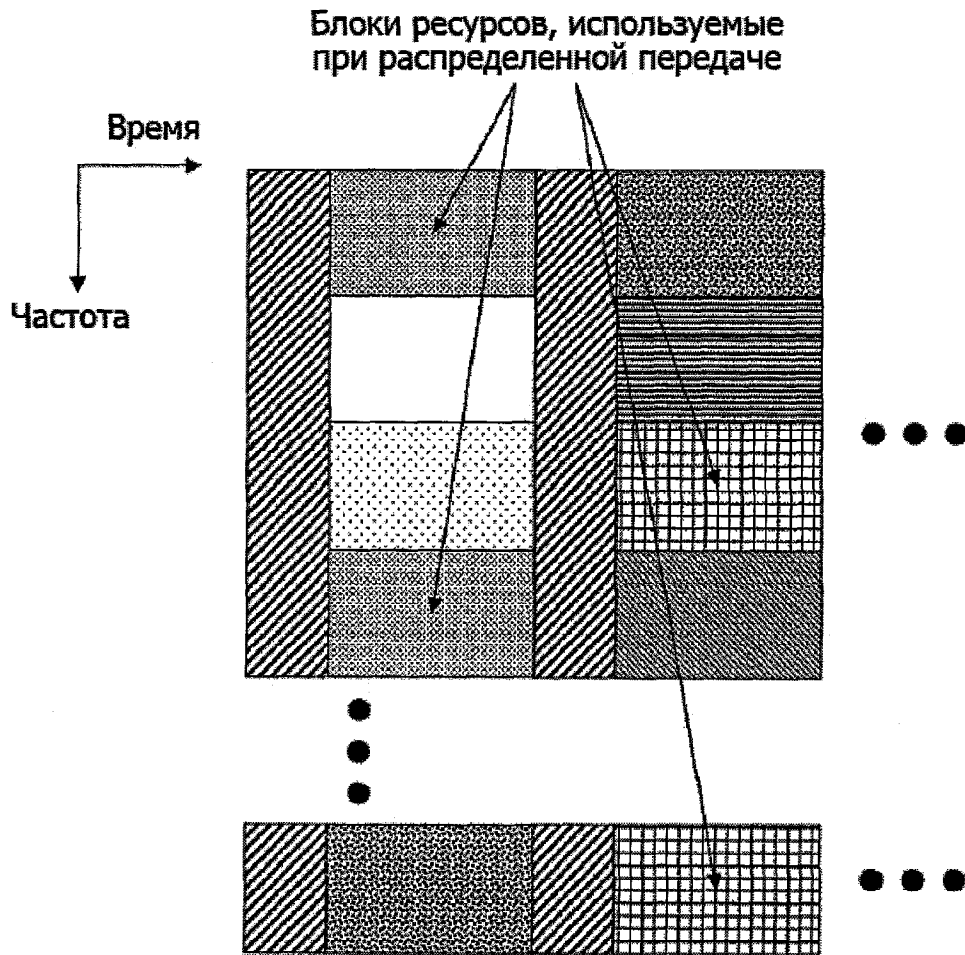 Блоки ресурсов, используемые
при распределенной передаче
Время
Частота